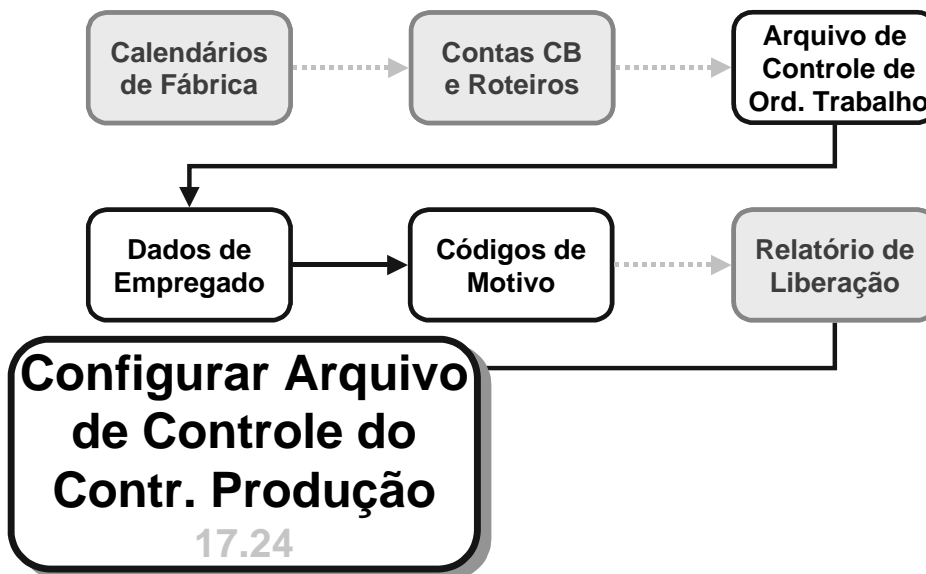 Calendários
de Fábrica
Contas CB
e Roteiros
Arquivo de
Controle de
Ord. Trabalho
Dados de
Empregado
Códigos de
Motivo
Relatório de
Liberação
Configurar Arquivo
de Controle do
Contr. Produção
17.24